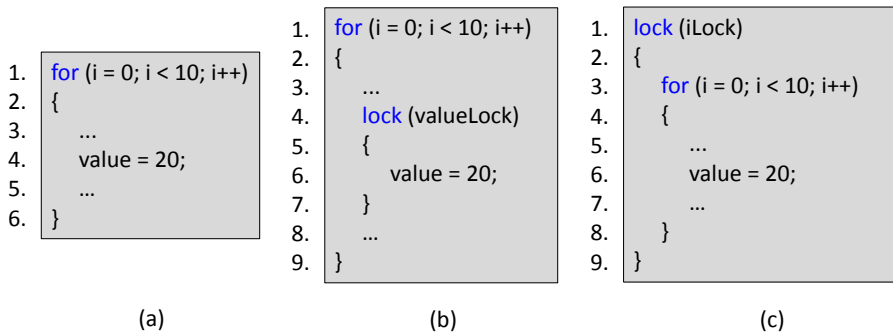 1. for (i = 0; i < 10; i++)
2. {
3. ...
4. value = 20;
5. ...
6. }
(a)
1. for (i = 0; i < 10; i++)
2. {
3. ...
4. lock (valueLock)
5. {
6. value = 20;
7. }
8. ...
9. }
(b)
1. lock (iLock)
2. {
3. for (i = 0; i < 10; i++)
4. {
5. ...
6. value = 20;
7. ...
8. }
9. }
(c)